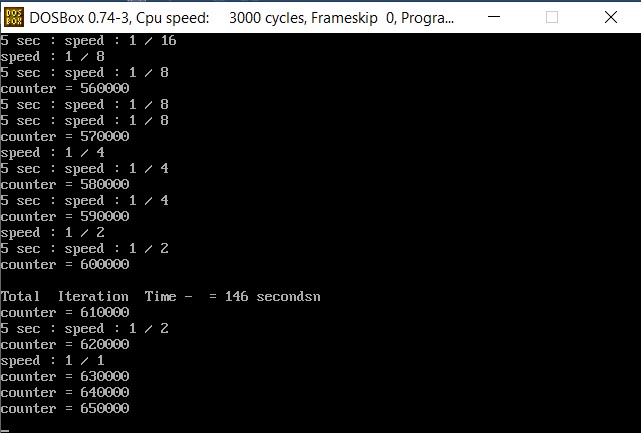 DOS
BOX
DOSBox 0.74-3, Cpu speed: 3000 cycles, Frameskip 0, Progra...
5 sec : speed : 1 / 16
speed : 1 / 8
5 sec : speed : 1 / 8
counter = 560000
5 sec : speed : 1 / 8
5 sec : speed : 1 / 8
counter = 570000
speed : 1 / 4
5 sec : speed : 1 / 4
counter = 580000
5 sec : speed : 1 / 4
counter = 590000
speed : 1 / 2
5 sec : speed : 1 / 2
counter = 600000
Total Iteration Time - = 146 secondsn
counter = 610000
5 sec : speed : 1 / 2
counter = 620000
speed : 1 / 1
counter = 630000
counter = 640000
counter = 650000
_